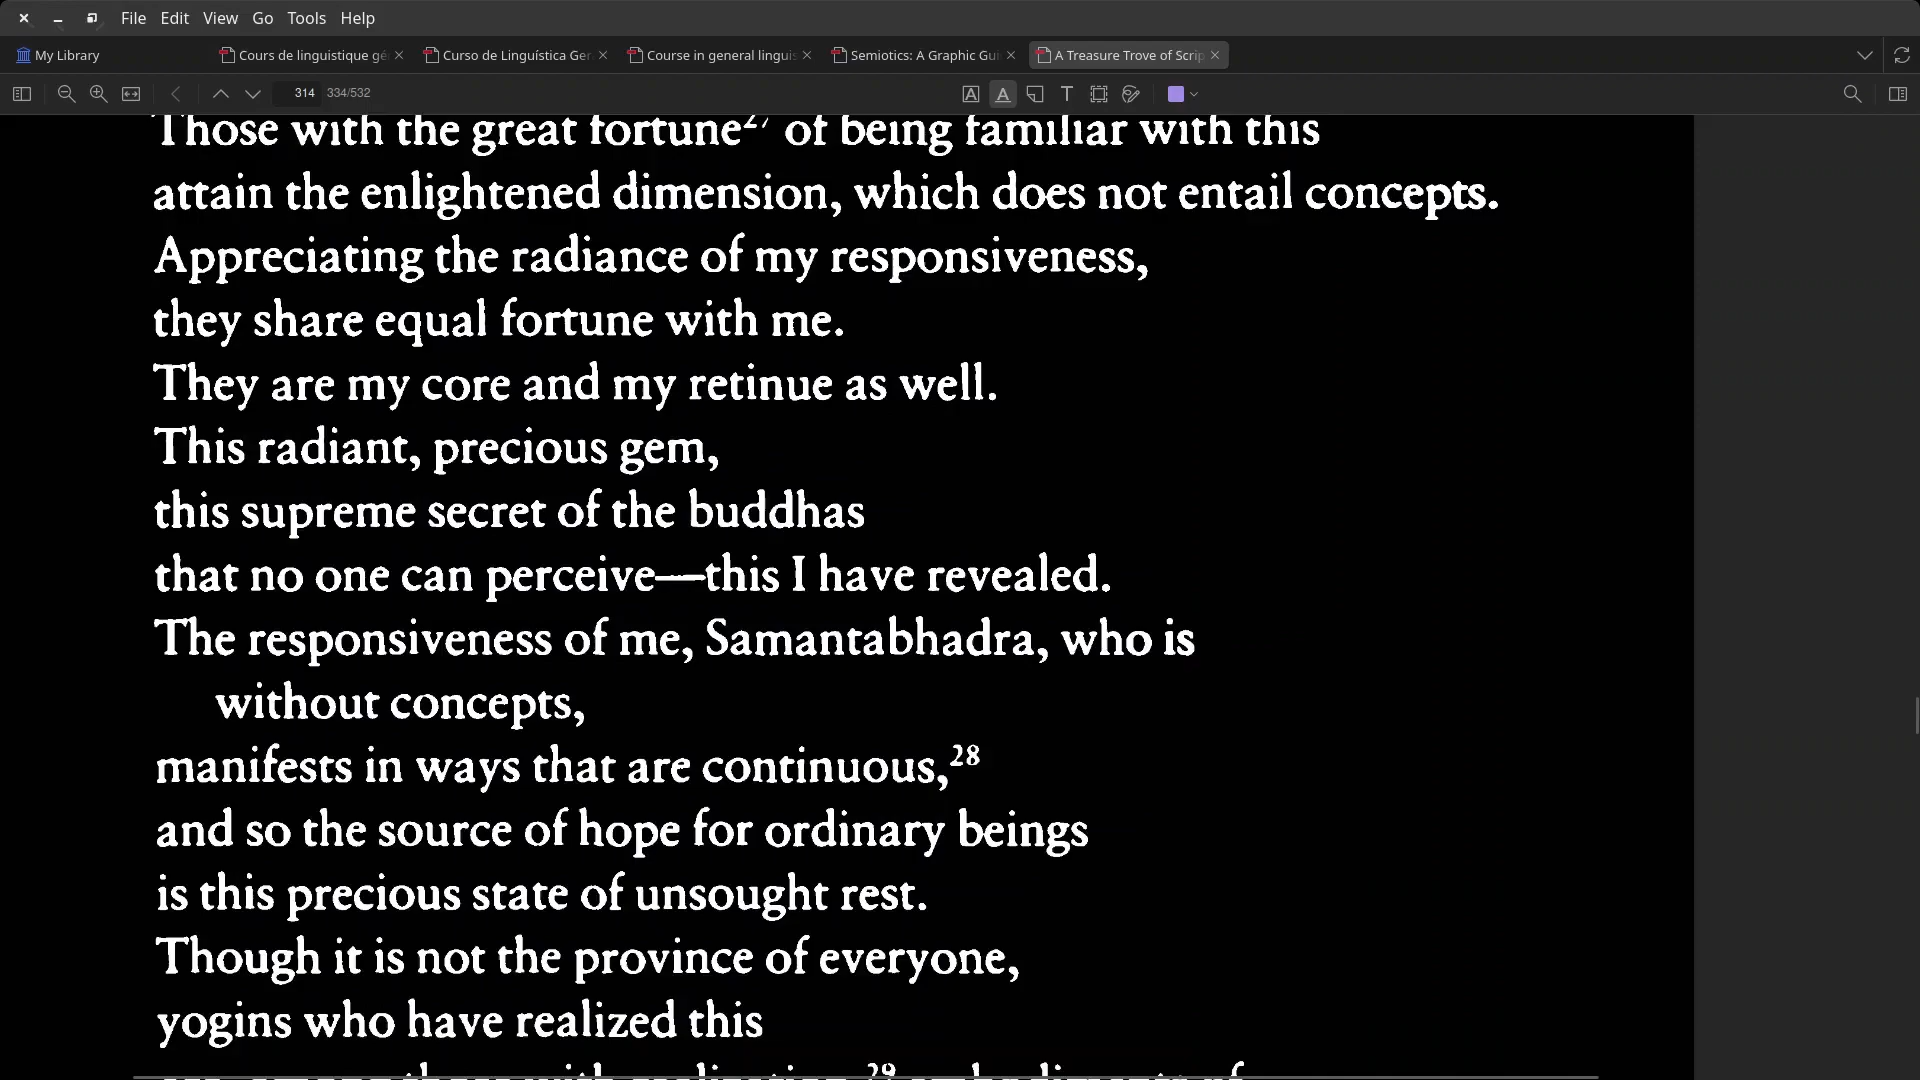 File Edit View Go Tools Help
My Library Cours de linguistique gé Curso de Linguística Ger Course in general linguis Semiotics: A Graphic Gui A Treasure Trove of Scrip
314 334/532
Those with the great fortune²⁷ of being familiar with this
attain the enlightened dimension, which does not entail concepts.
Appreciating the radiance of my responsiveness,
they share equal fortune with me.
They are my core and my retinue as well.
This radiant, precious gem,
this supreme secret of the buddhas
that no one can perceive—this I have revealed.
The responsiveness of me, Samantabhadra, who is
without concepts,
manifests in ways that are continuous,²⁸
and so the source of hope for ordinary beings
is this precious state of unsought rest.
Though it is not the province of everyone,
yogins who have realized this